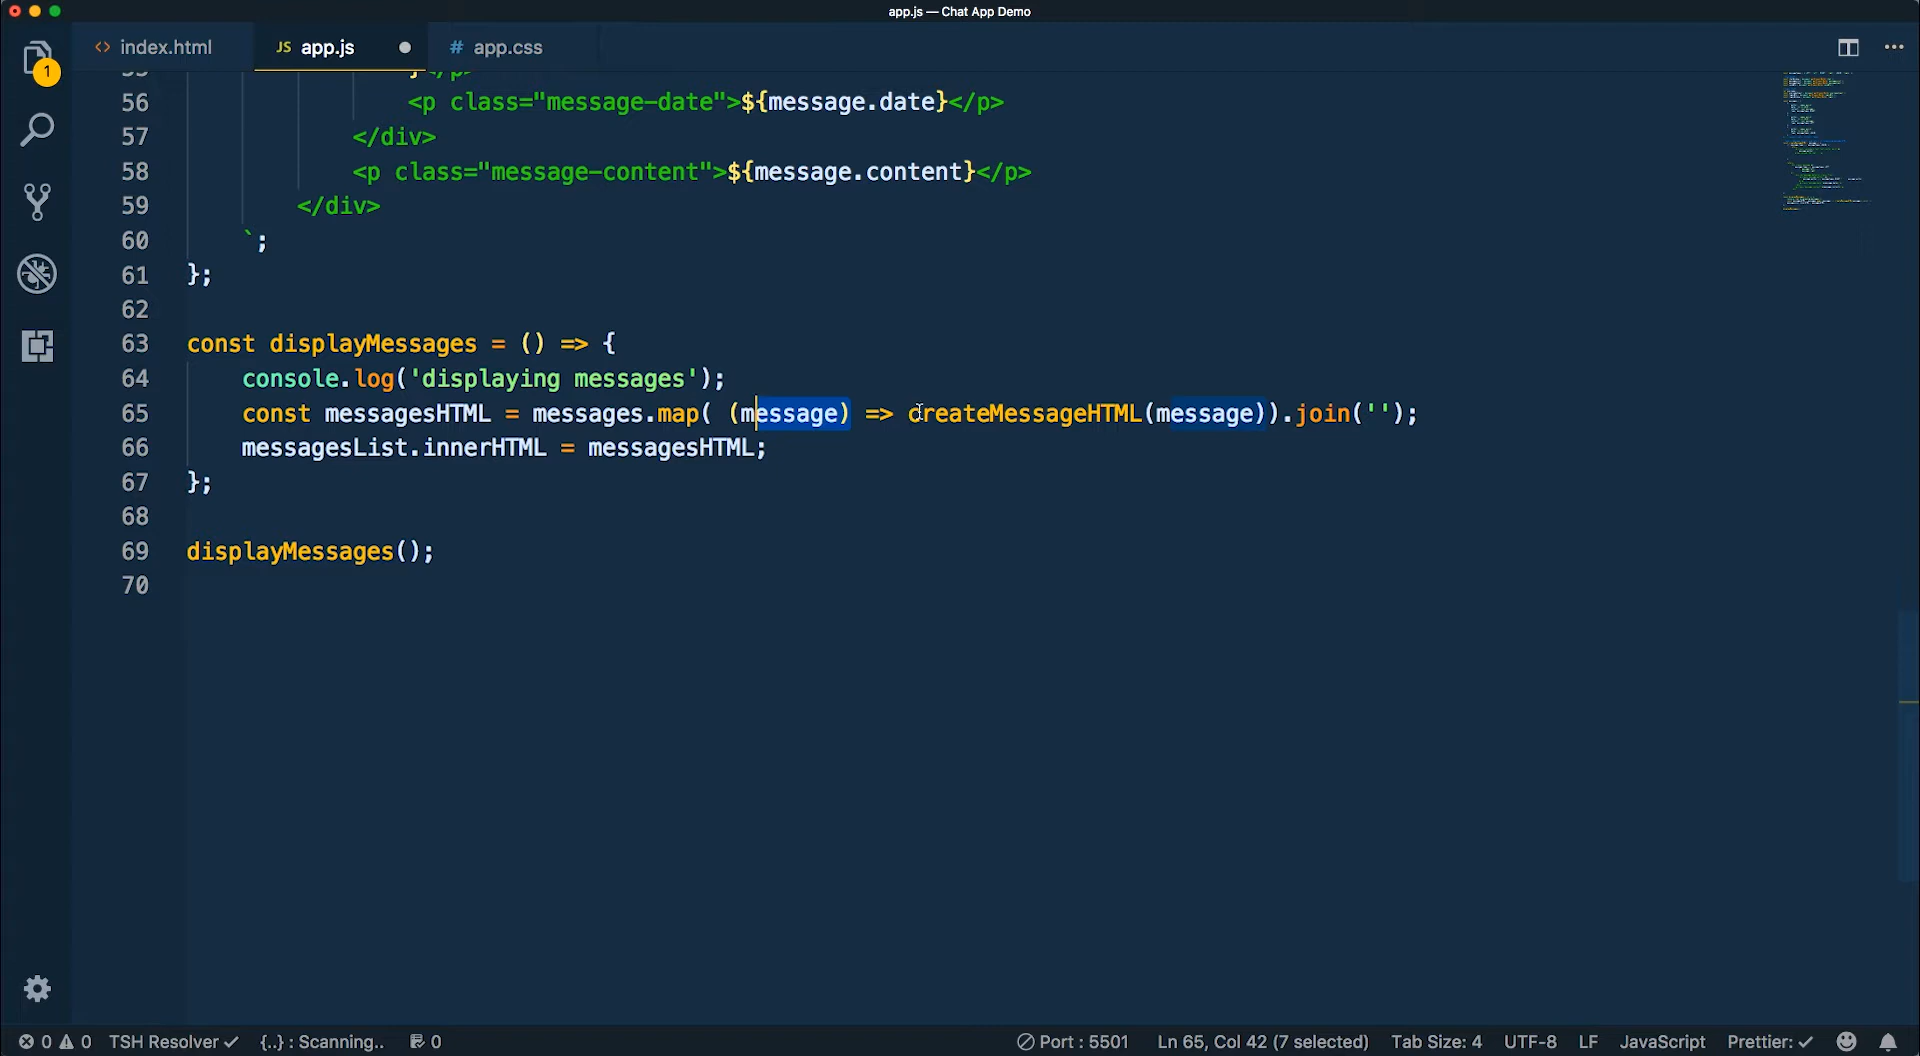 app.js — Chat App Demo
<> index.html JS app.js # app.css
1
56 <p class="message-date">${message.date}</p>
57 </div>
58 <p class="message-content">${message.content}</p>
59 </div>
60 `;
61 };
62
63 const displayMessages = () => {
64 console.log('displaying messages');
65 const messagesHTML = messages.map( (message) => createMessageHTML(message)).join('');
66 messagesList.innerHTML = messagesHTML;
67 };
68
69 displayMessages();
70
0 0 TSH Resolver ✓ {..} : Scanning.. 0 Port : 5501 Ln 65, Col 42 (7 selected) Tab Size: 4 UTF-8 LF JavaScript Prettier: ✓